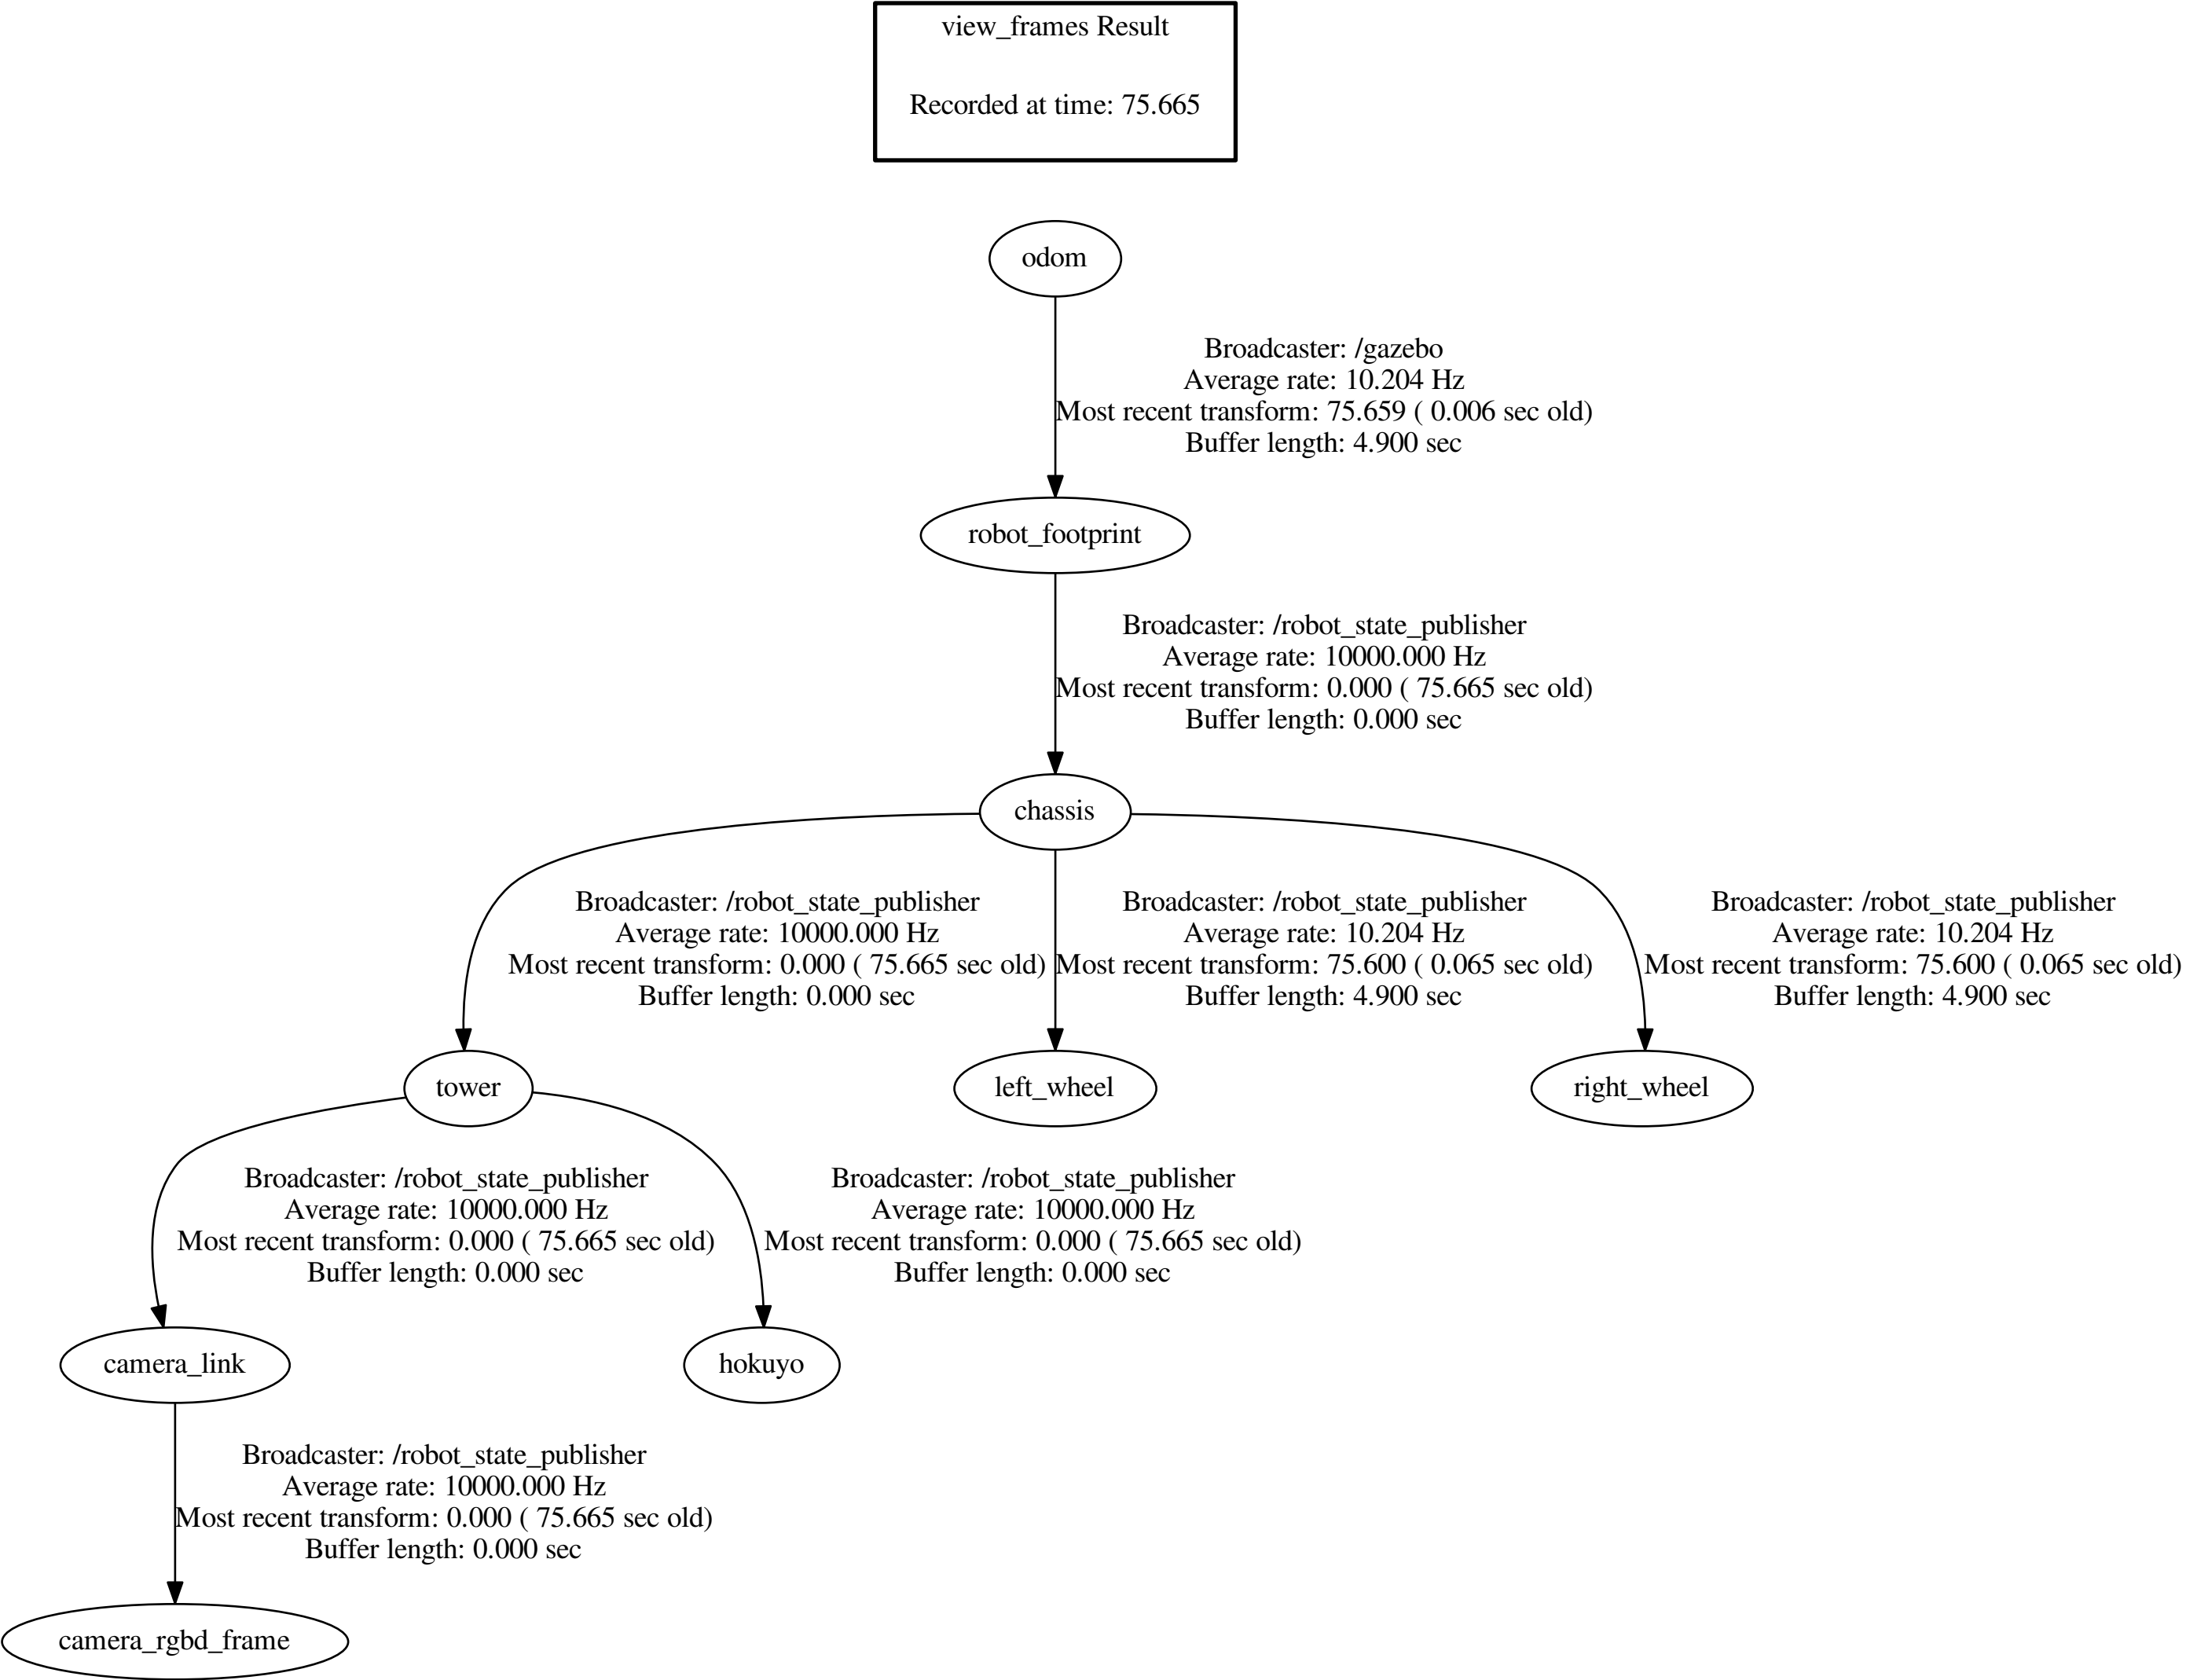 view_frames Result
Recorded at time: 75.665
odom
Broadcaster: /gazebo
Average rate: 10.204 Hz
Most recent transform: 75.659 ( 0.006 sec old)
Buffer length: 4.900 sec
robot_footprint
Broadcaster: /robot_state_publisher
Average rate: 10000.000 Hz
Most recent transform: 0.000 ( 75.665 sec old)
Buffer length: 0.000 sec
chassis
Broadcaster: /robot_state_publisher
Average rate: 10000.000 Hz
Most recent transform: 0.000 ( 75.665 sec old)
Buffer length: 0.000 sec
Broadcaster: /robot_state_publisher
Average rate: 10.204 Hz
Most recent transform: 75.600 ( 0.065 sec old)
Buffer length: 4.900 sec
Broadcaster: /robot_state_publisher
Average rate: 10.204 Hz
Most recent transform: 75.600 ( 0.065 sec old)
Buffer length: 4.900 sec
tower
left_wheel
right_wheel
Broadcaster: /robot_state_publisher
Average rate: 10000.000 Hz
Most recent transform: 0.000 ( 75.665 sec old)
Buffer length: 0.000 sec
Broadcaster: /robot_state_publisher
Average rate: 10000.000 Hz
Most recent transform: 0.000 ( 75.665 sec old)
Buffer length: 0.000 sec
camera_link
hokuyo
Broadcaster: /robot_state_publisher
Average rate: 10000.000 Hz
Most recent transform: 0.000 ( 75.665 sec old)
Buffer length: 0.000 sec
camera_rgbd_frame